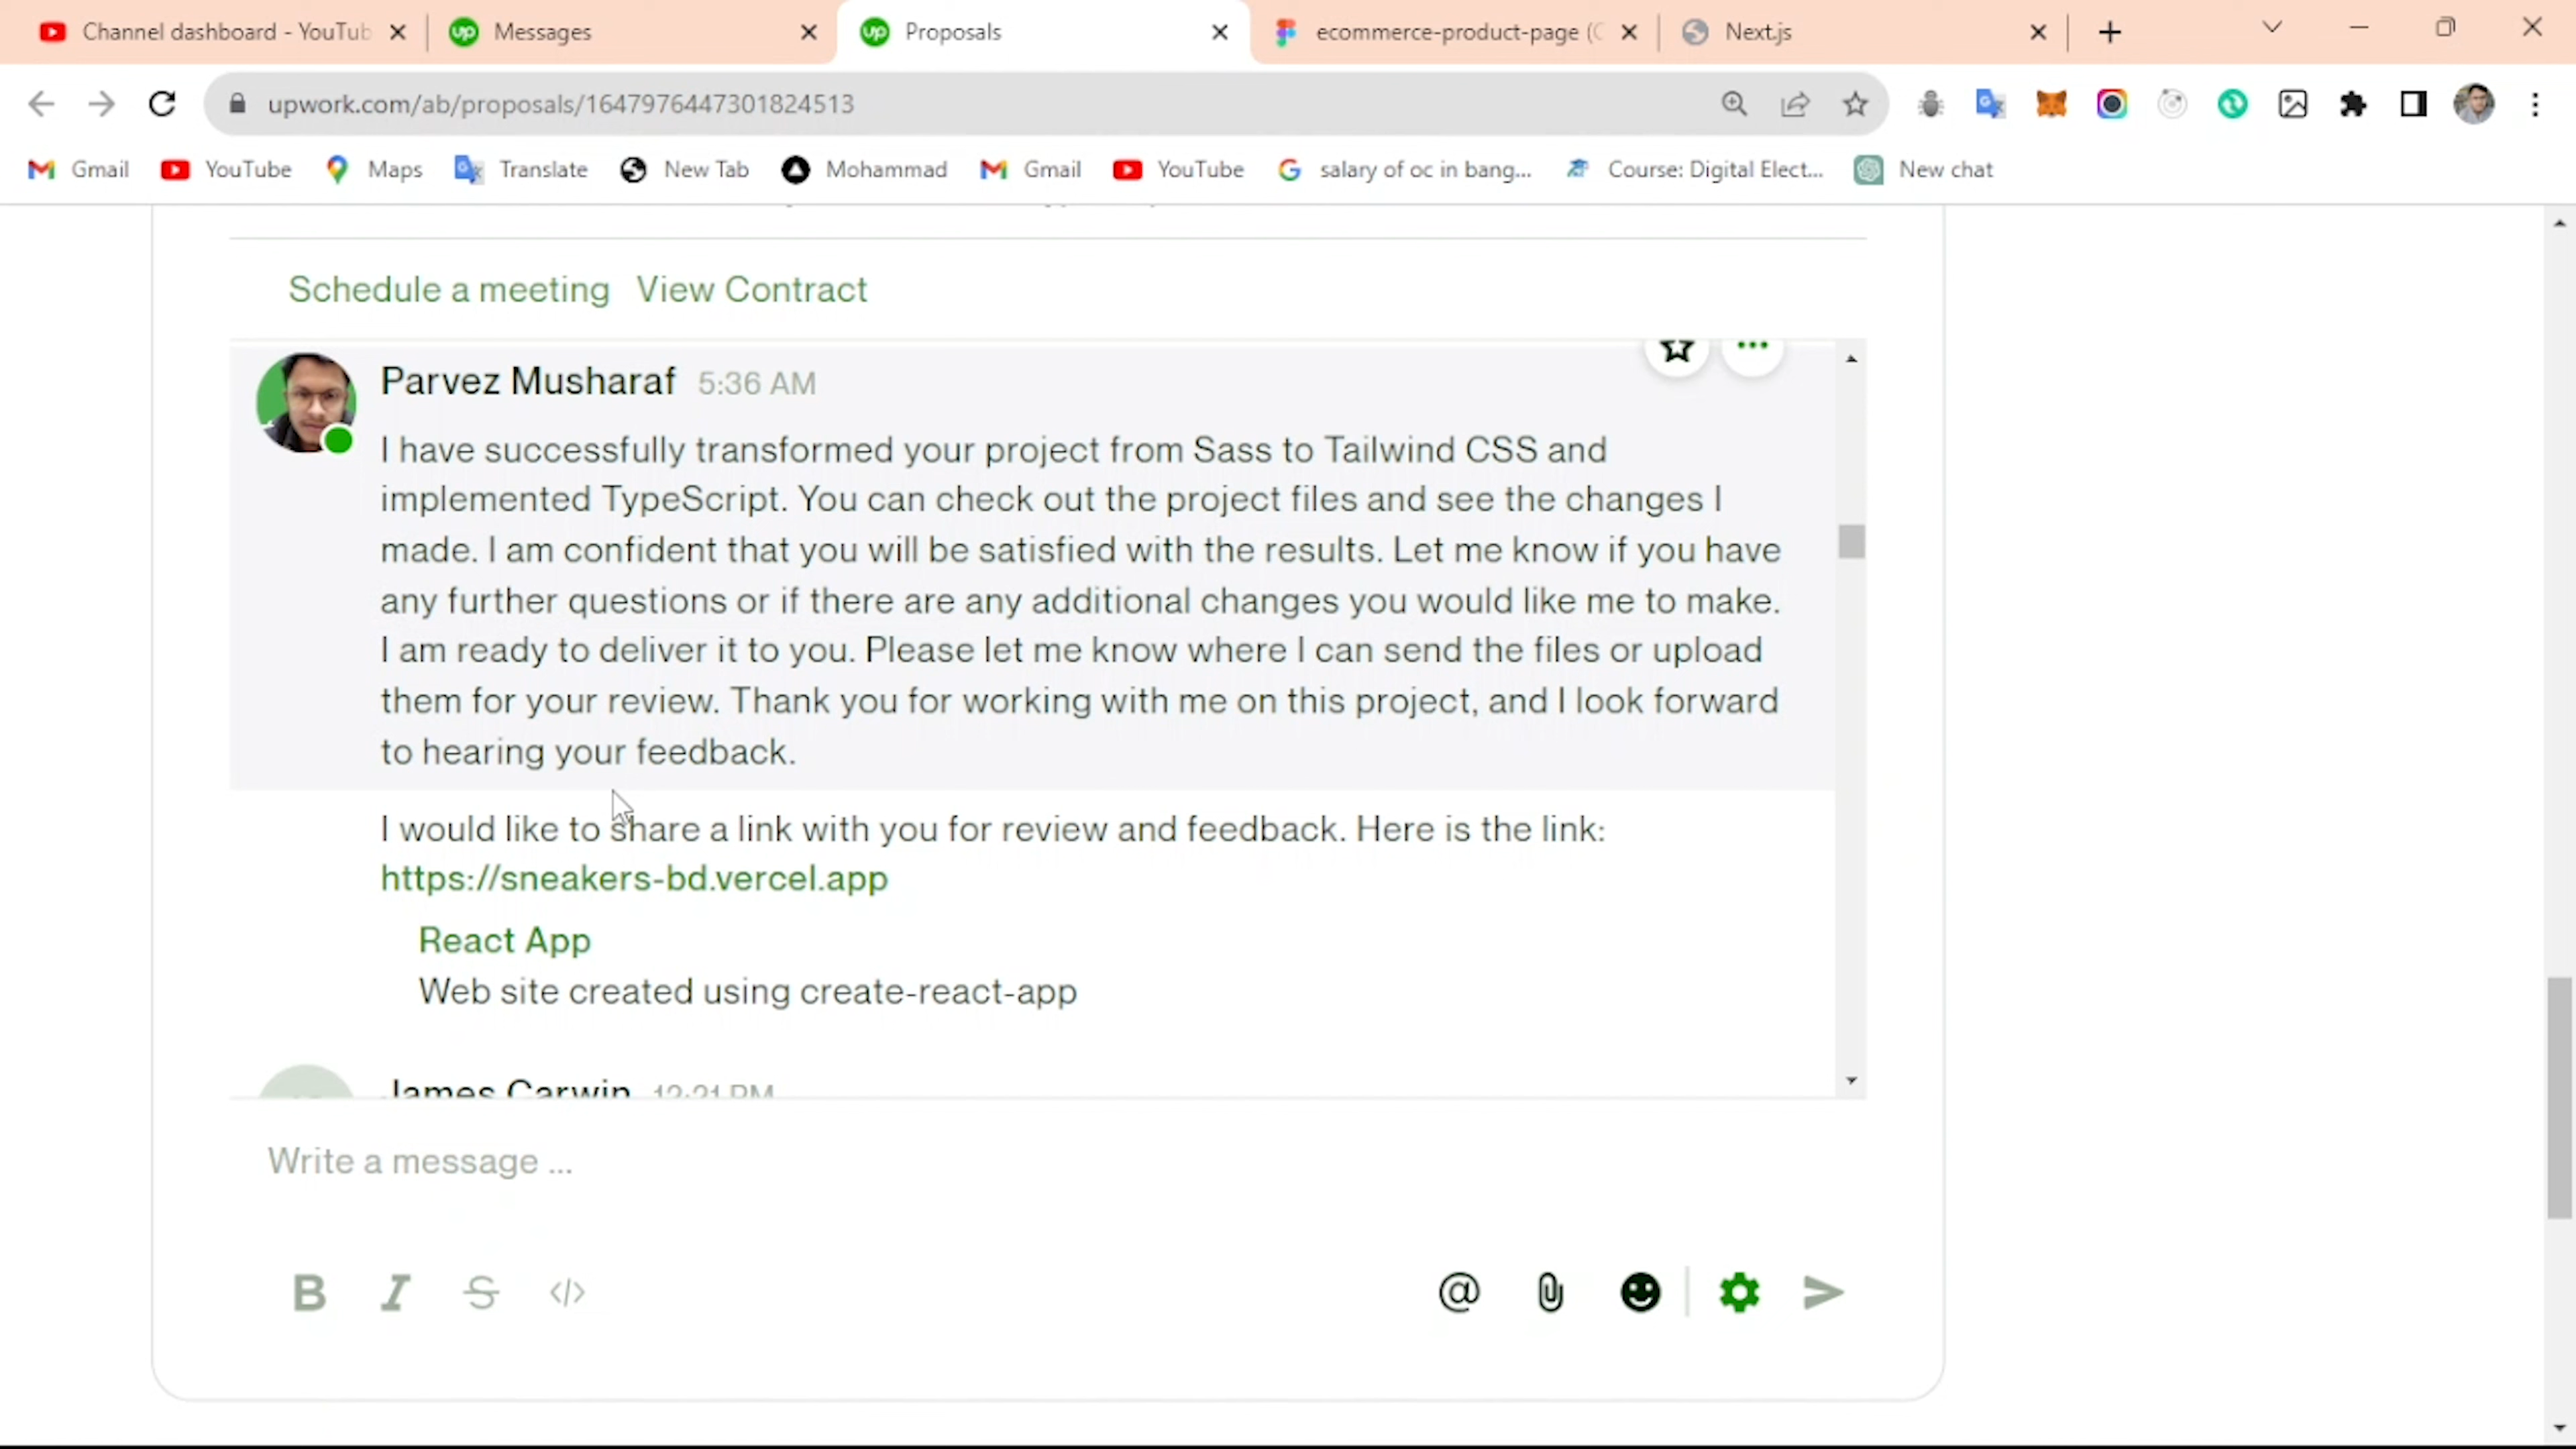 Channel dashboard - YouTub
Messages
Proposals
ecommerce-product-page (C
Next.js
upwork.com/ab/proposals/1647976447301824513
Gmail
YouTube
Maps
Translate
New Tab
Mohammad
Gmail
YouTube
salary of oc in bang...
Course: Digital Elect...
New chat
Schedule a meeting
View Contract
Parvez Musharaf 5:36 AM
I have successfully transformed your project from Sass to Tailwind CSS and
implemented TypeScript. You can check out the project files and see the changes I
made. I am confident that you will be satisfied with the results. Let me know if you have
any further questions or if there are any additional changes you would like me to make.
I am ready to deliver it to you. Please let me know where I can send the files or upload
them for your review. Thank you for working with me on this project, and I look forward
to hearing your feedback.
I would like to share a link with you for review and feedback. Here is the link:
https://sneakers-bd.vercel.app
React App
Web site created using create-react-app
James Carwin 12:21 PM
Write a message ...